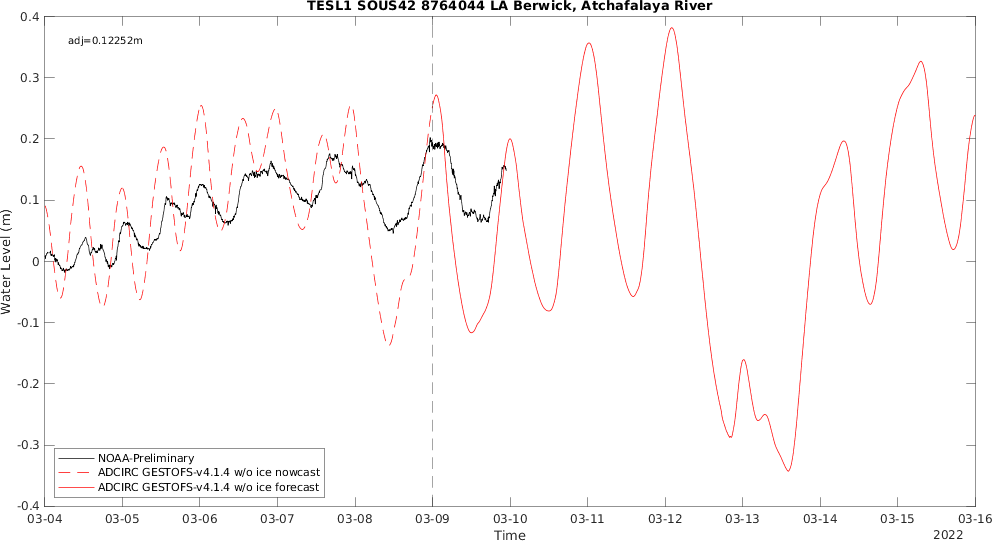 TESL1 SOUS42 8764044 LA Berwick, Atchafalaya River
adj=0.12252m
0.4
0.3
0.2
0.1
0
-0.1
-0.2
-0.3
-0.4
Water Level (m)
NOAA-Preliminary
ADCIRC GESTOFS-v4.1.4 w/o ice nowcast
ADCIRC GESTOFS-v4.1.4 w/o ice forecast
03-04 03-05 03-06 03-07 03-08 03-09 03-10 03-11 03-12 03-13 03-14 03-15 03-16
Time
2022